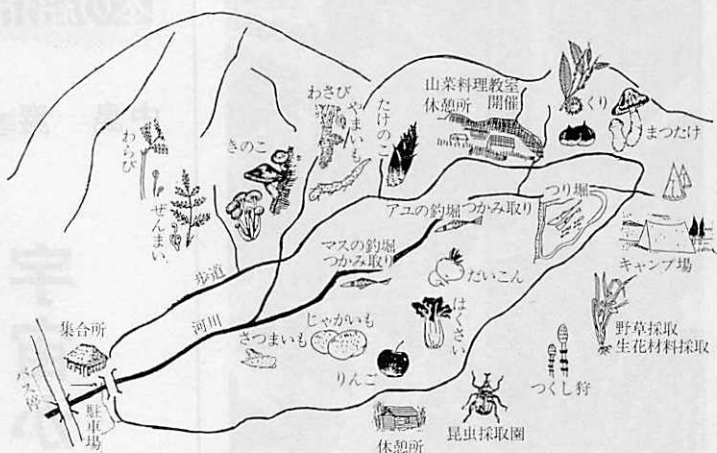 山菜料理教室
休憩所 開催
くり
まつたけ
わさび
やまいも
たけのこ
きのこ
わらび
ぜんまい
アユの釣堀 つかみ取り
つり堀
マスの釣堀
つかみ取り
キャンプ場
歩道
河川
だいこん
はくさい
じゃがいも
さつまいも
りんご
野草採取
生花材料採取
つくし狩
集合所
バス停
駐車場
休憩所
昆虫採取園